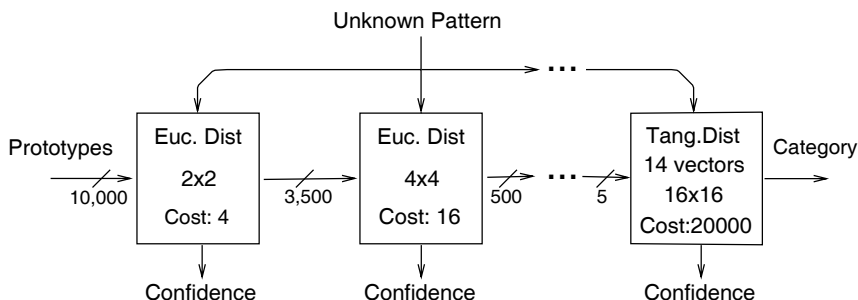 Unknown Pattern
...
Prototypes
10,000
Euc. Dist
2x2
Cost: 4
Confidence
3,500
Euc. Dist
4x4
Cost: 16
Confidence
500
...
5
Tang.Dist
14 vectors
16x16
Cost:20000
Confidence
Category